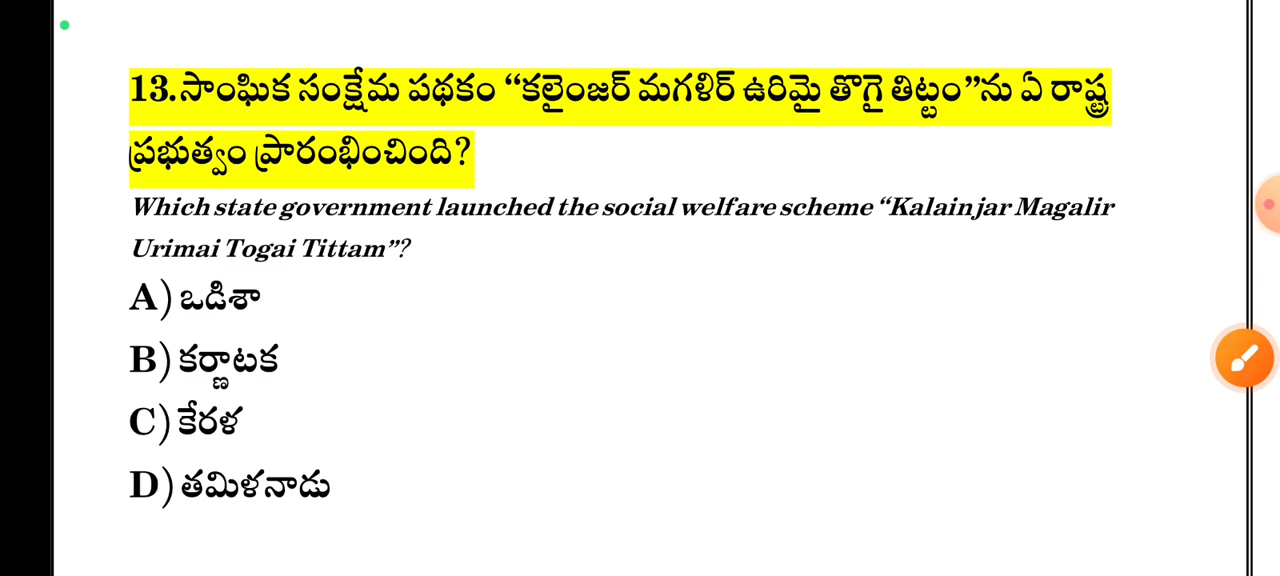 13.సాంఘిక సంక్షేమ పథకం “కలైంజర్ మగళిర్ ఉరిమై తొగై తిట్టం”ను ఏ రాష్ట్ర
ప్రభుత్వం ప్రారంభించింది?
Which state government launched the social welfare scheme “Kalainjar Magalir
Urimai Togai Tittam”?
A) ఒడిశా
B) కర్ణాటక
C) కేరళ
D) తమిళనాడు